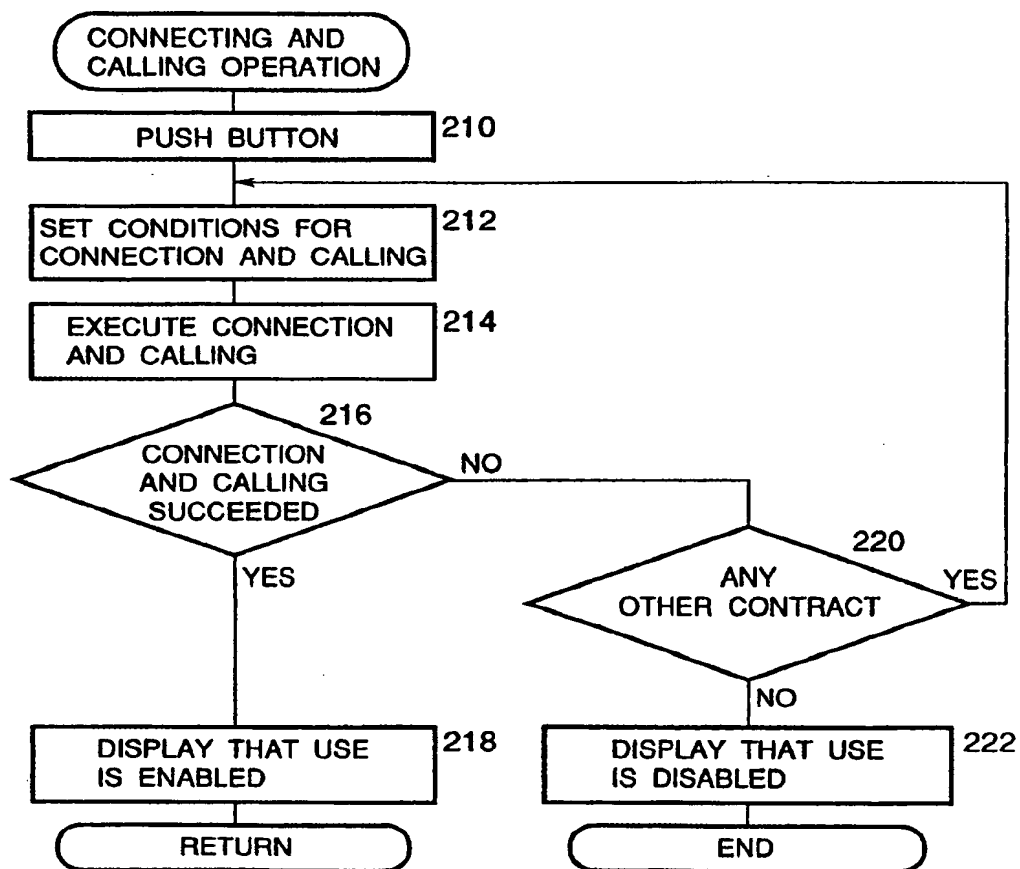 CONNECTING AND
CALLING OPERATION
PUSH BUTTON
210
SET CONDITIONS FOR
CONNECTION AND CALLING
212
EXECUTE CONNECTION
AND CALLING
214
216
CONNECTION
AND CALLING
SUCCEEDED
NO
YES
220
ANY
OTHER CONTRACT
YES
NO
DISPLAY THAT USE
IS ENABLED
218
DISPLAY THAT USE
IS DISABLED
222
RETURN
END